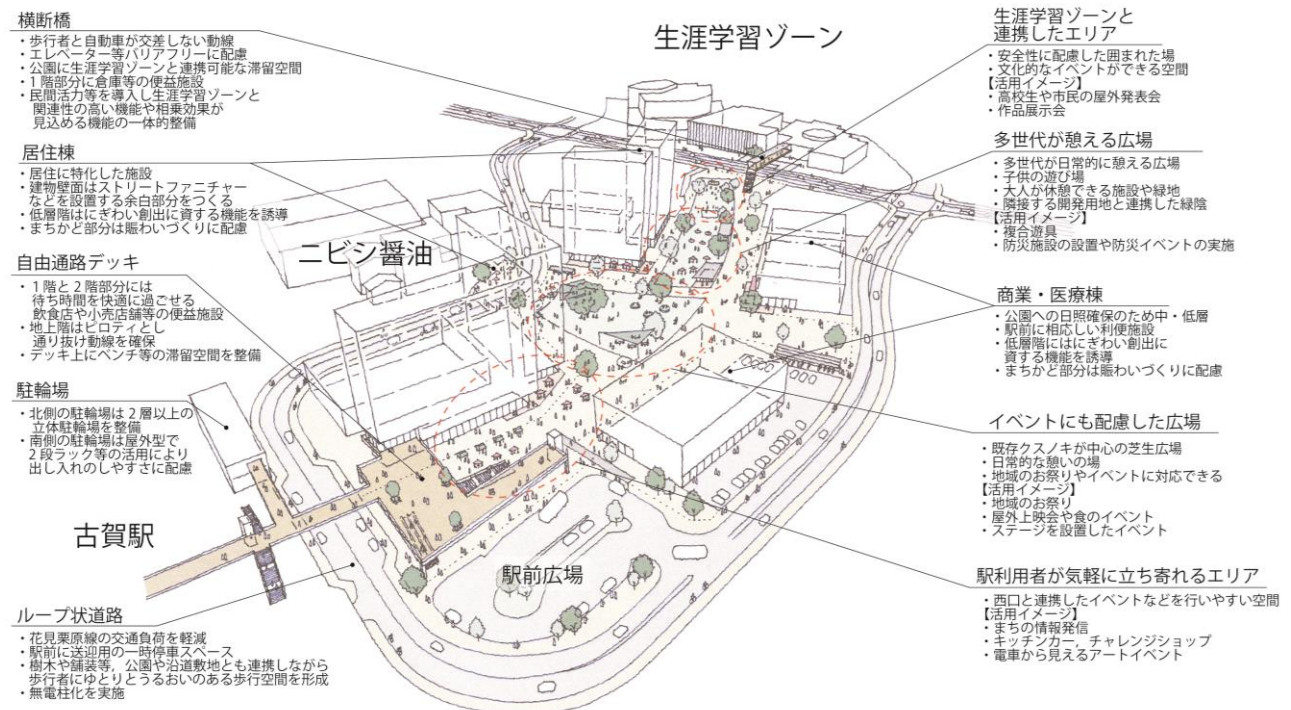 横断橋
・歩行者と自動車が交差しない動線
・エレベーター等バリアフリーに配慮
・公園に生涯学習ゾーンと連携可能な滞留空間
・1階部分に倉庫等の便益施設
・民間活力等を導入し生涯学習ゾーンと
関連性の高い機能や相乗効果が
見込める機能の一体的整備
居住棟
・居住に特化した施設
・建物壁面はストリートファニチャー
などを設置する余白部分をつくる
・低層階はにぎわい創出に資する機能を誘導
・まちかど部分は賑わいづくりに配慮
自由通路デッキ
・1階と2階部分には
待ち時間を快適に過ごせる
飲食店や小売店舗等の便益施設
・地上階はピロティとし
通り抜け動線を確保
・デッキ上にベンチ等の滞留空間を整備
駐輪場
・北側の駐輪場は2層以上の
立体駐輪場を整備
・南側の駐輪場は屋外型で
2段ラック等の活用により
出し入れのしやすさに配慮
古賀駅
ループ状道路
・花見栗原線の交通負荷を軽減
・駅前に送迎用の一時停車スペース
・樹木や舗装等，公園や沿道敷地とも連携しながら
歩行者にゆとりとうるおいのある歩行空間を形成
・無電柱化を実施
生涯学習ゾーン
ニビシ醤油
駅前広場
生涯学習ゾーンと
連携したエリア
・安全性に配慮した囲まれた場
・文化的なイベントができる空間
【活用イメージ】
・高校生や市民の屋外発表会
・作品展示会
多世代が憩える広場
・多世代が日常的に憩える広場
・子供の遊び場
・大人が休憩できる施設や緑地
・隣接する開発用地と連携した緑陰
【活用イメージ】
・複合遊具
・防災施設の設置や防災イベントの実施
商業・医療棟
・公園への日照確保のため中・低層
・駅前に相応しい利便施設
・低層階にはにぎわい創出に
資する機能を誘導
・まちかど部分は賑わいづくりに配慮
イベントにも配慮した広場
・既存クスノキが中心の芝生広場
・日常的な憩いの場
・地域のお祭りやイベントに対応できる
【活用イメージ】
・地域のお祭り
・屋外上映会や食のイベント
・ステージを設置したイベント
駅利用者が気軽に立ち寄れるエリア
・西口と連携したイベントなどを行いやすい空間
【活用イメージ】
・まちの情報発信
・キッチンカー，チャレンジショップ
・電車から見えるアートイベント